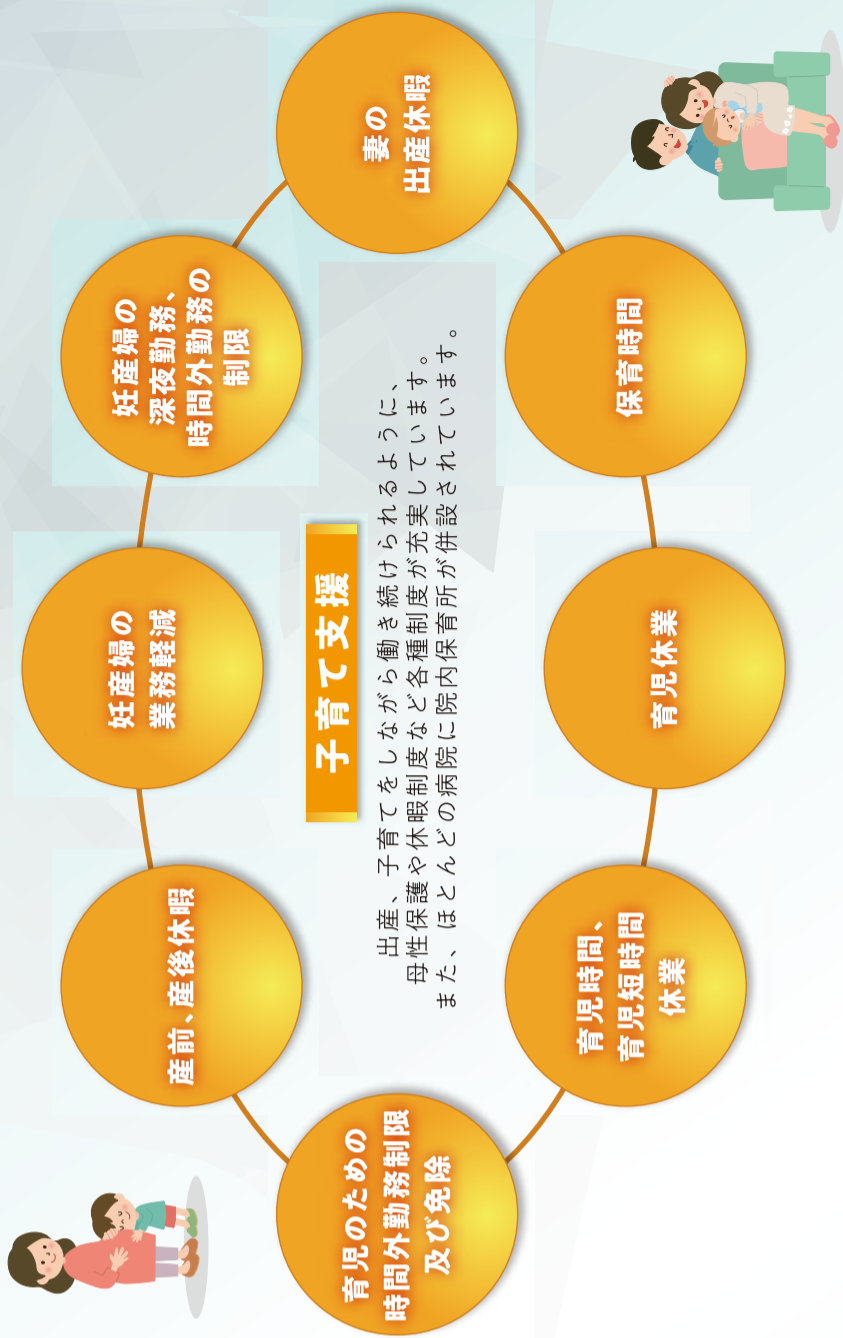 子育て支援
出産、子育てをしながら働き続けられるように、
母性保護や休暇制度など各種制度が充実しています。
また、ほとんどの病院に院内保育所が併設されています。
産前、産後休暇
妊産婦の
業務軽減
妊産婦の
深夜勤務、
時間外勤務の
制限
妻の
出産休暇
保育時間
育児休業
育児時間、
育児短時間
休業
育児のための
時間外勤務制限
及び免除